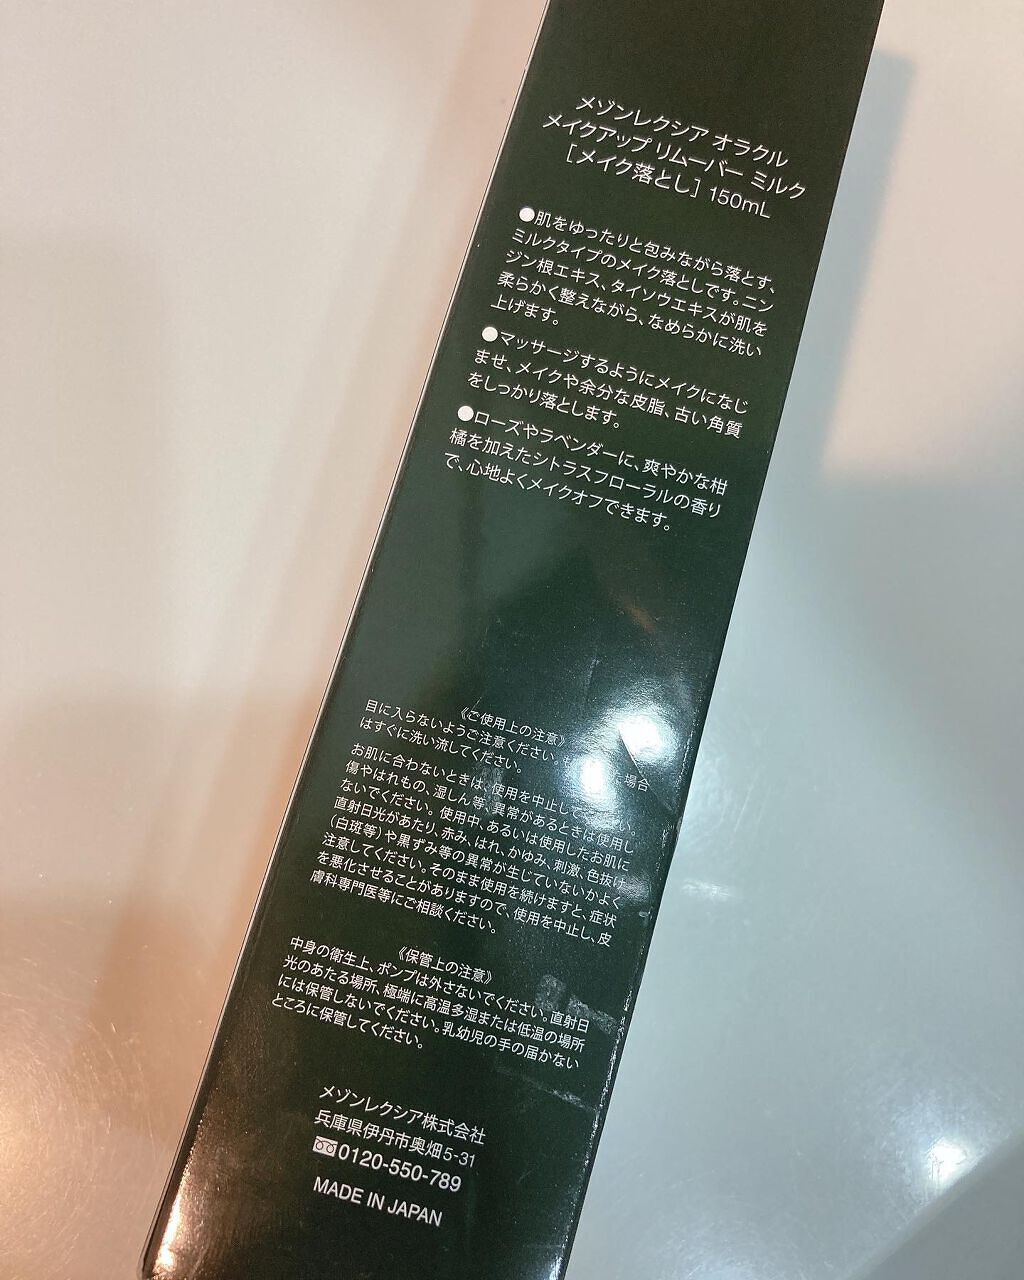 メゾンレクシア オラクル
メイクアップ リムーバー ミルク
［メイク落とし］150mL
●肌をゆったりと包みながら落とす、
ミルクタイプのメイク落としです。ニン
ジン根エキス、タイソウエキスが肌を
柔らかく整えながら、なめらかに洗い
上げます。
●マッサージするようにメイクになじ
ませ、メイクや余分な皮脂、古い角質
をしっかり落とします。
●ローズやラベンダーに、爽やかな柑
橘を加えたシトラスフローラルの香り
で、心地よくメイクオフできます。
《ご使用上の注意》
目に入らないようご注意ください。も 場合
はすぐに洗い流してください。
お肌に合わないときは、使用を中止して い。
傷やはれもの、湿しん等、異常があるときは使用し
ないでください。使用中、あるいは使用したお肌に
直射日光があたり、赤み、はれ、かゆみ、刺激、色抜け
（白斑等）や黒ずみ等の異常が生じていないかよく
注意してください。そのまま使用を続けますと、症状
を悪化させることがありますので、使用を中止し、皮
膚科専門医等にご相談ください。
《保管上の注意》
中身の衛生上、ポンプは外さないでください。直射日
光のあたる場所、極端に高温多湿または低温の場所
には保管しないでください。乳幼児の手の届かない
ところに保管してください。
メゾンレクシア株式会社
兵庫県伊丹市奥畑5-31
0120-550-789
MADE IN JAPAN